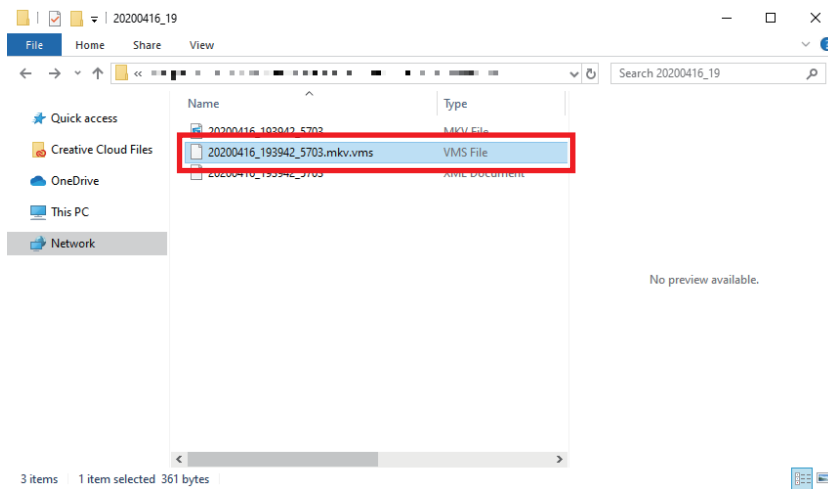 20200416_19
File Home Share View
« Search 20200416_19
Name Type
Quick access
Creative Cloud Files
OneDrive
This PC
Network
20200416_193942_5703 MKV File
20200416_193942_5703.mkv.vms VMS File
20200416_193942_5703 XML Document
No preview available.
3 items 1 item selected 361 bytes